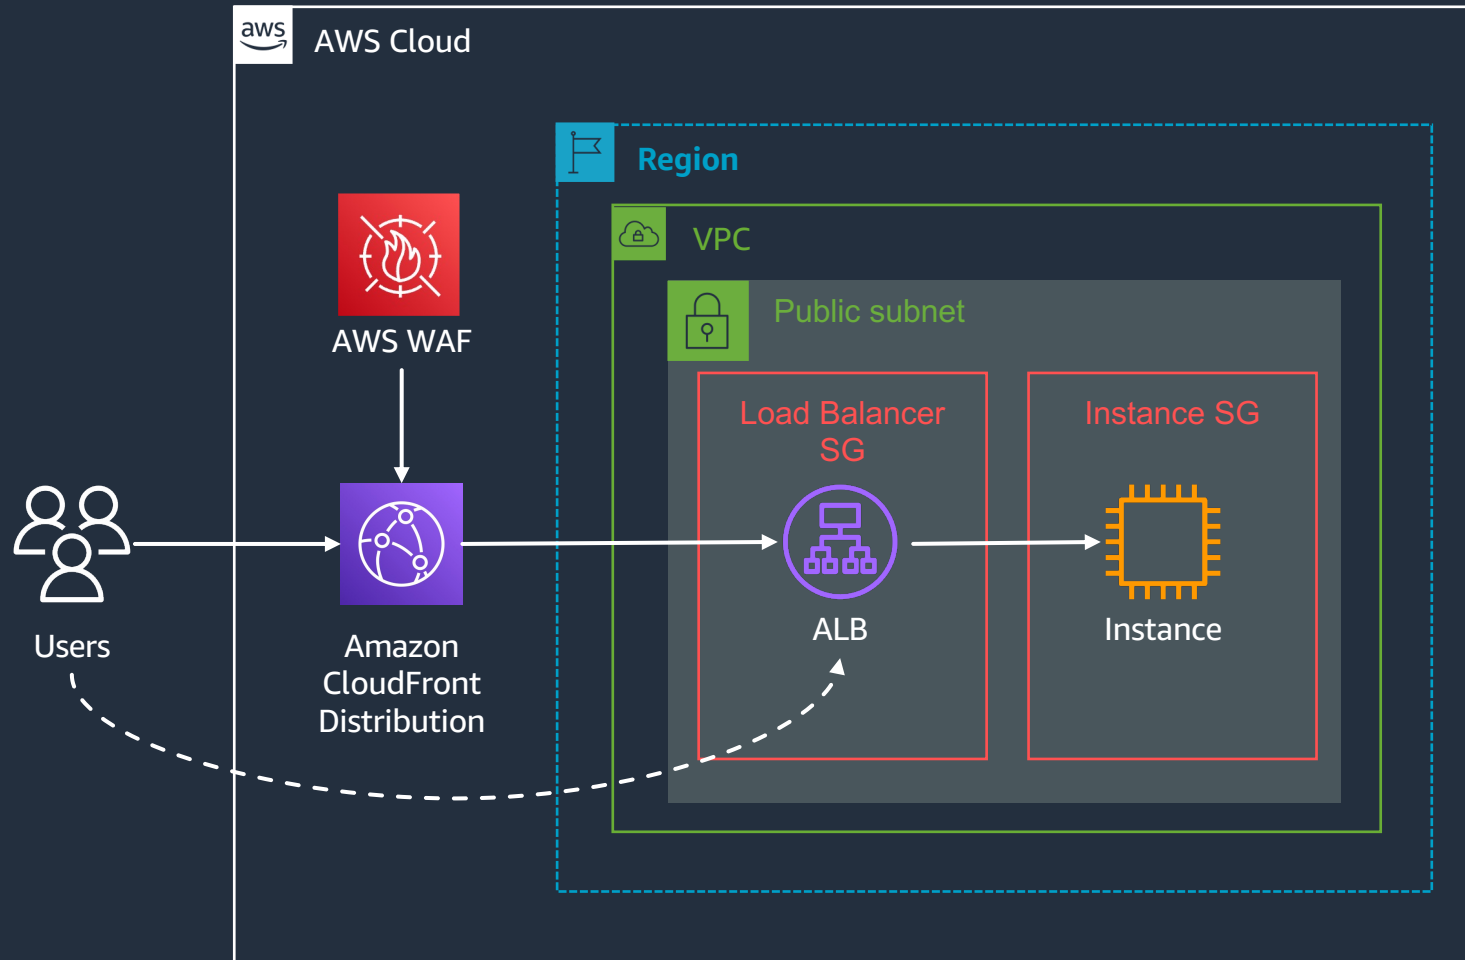 aws
AWS Cloud
Region
VPC
Public subnet
AWS WAF
Load Balancer
SG
Instance SG
Users
Amazon
CloudFront
Distribution
ALB
Instance